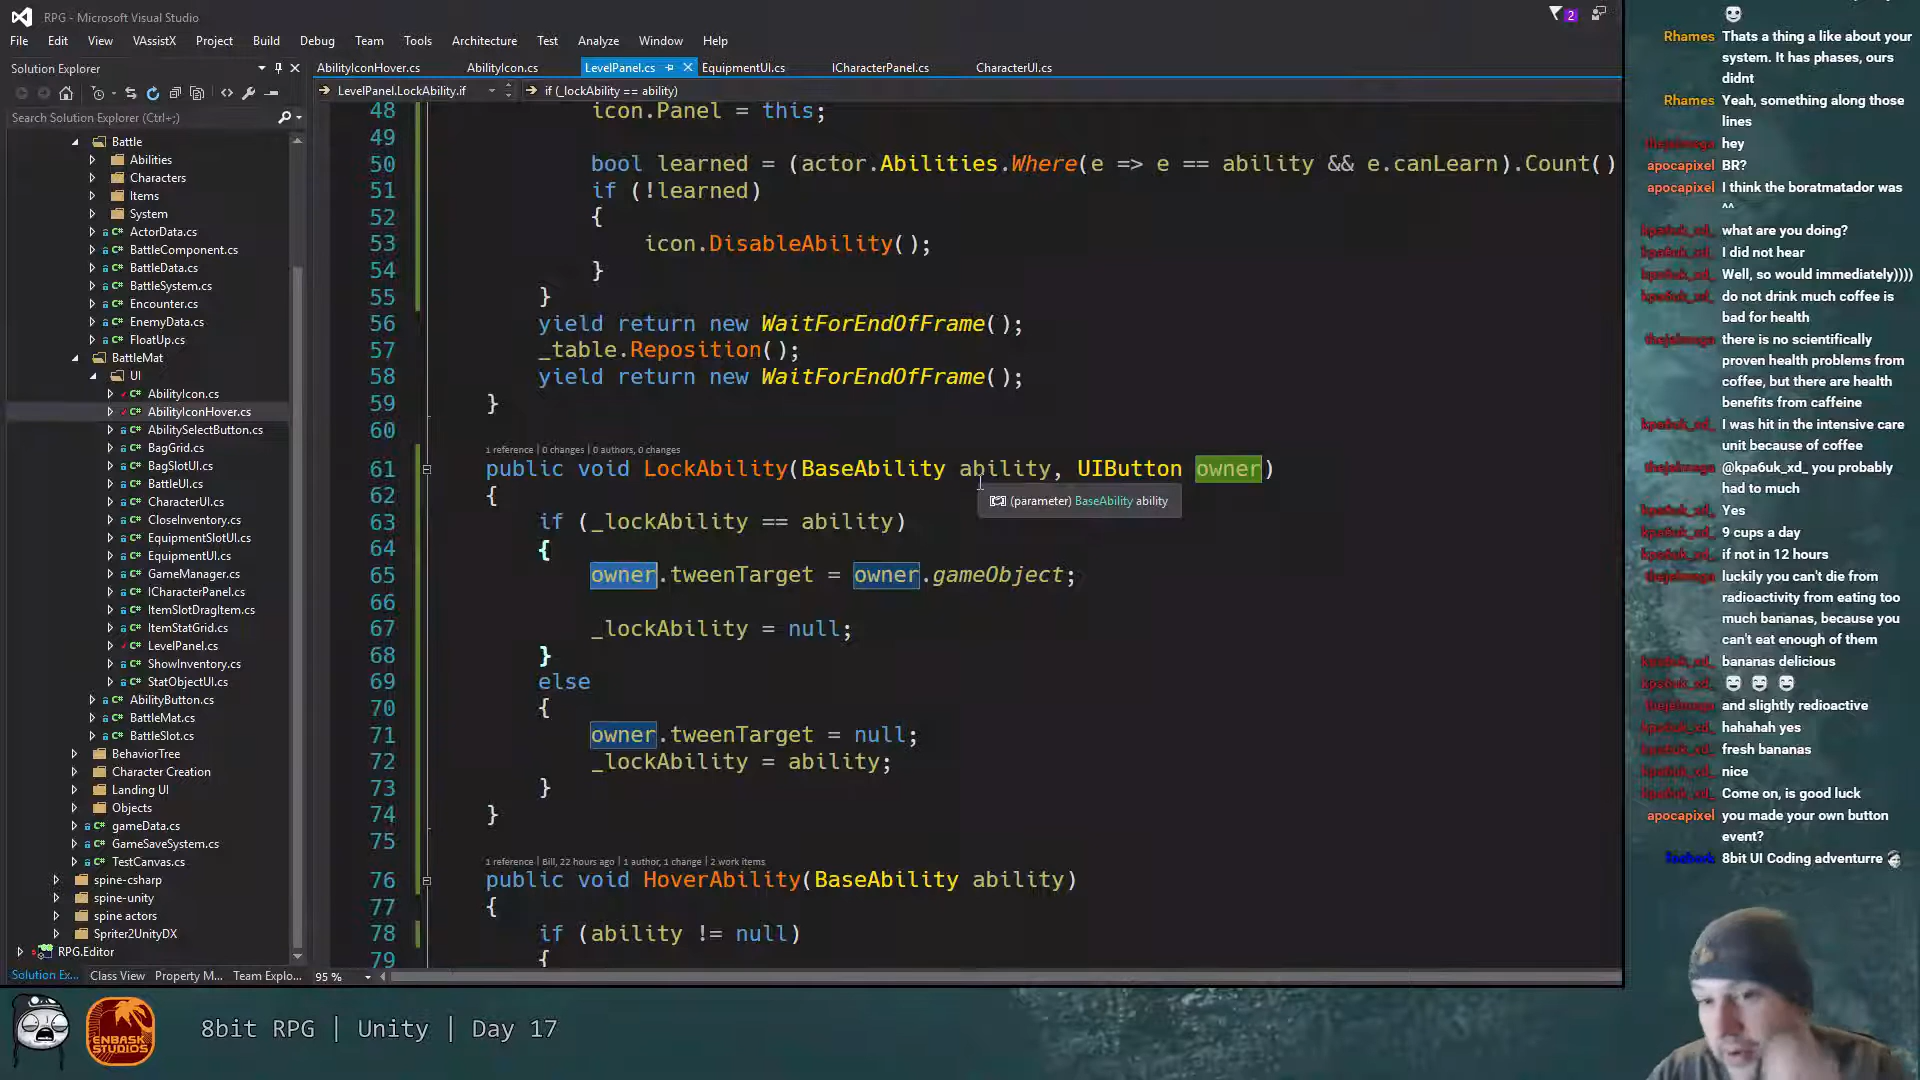 RPG - Microsoft Visual Studio
2
File Edit View VAssistX Project Build Debug Team Tools Architecture Test Analyze Window Help
Solution Explorer
AbilityIconHover.cs AbilityIcon.cs LevelPanel.cs EquipmentUI.cs ICharacterPanel.cs CharacterUI.cs
LevelPanel.LockAbility.if if (_lockAbility == ability)
Search Solution Explorer (Ctrl+;)
Battle
Abilities
Characters
Items
System
ActorData.cs
BattleComponent.cs
BattleData.cs
BattleSystem.cs
Encounter.cs
EnemyData.cs
FloatUp.cs
BattleMat
UI
AbilityIcon.cs
AbilityIconHover.cs
AbilitySelectButton.cs
BagGrid.cs
BagSlotUI.cs
BattleUI.cs
CharacterUI.cs
CloseInventory.cs
EquipmentSlotUI.cs
EquipmentUI.cs
GameManager.cs
ICharacterPanel.cs
ItemSlotDragItem.cs
ItemStatGrid.cs
LevelPanel.cs
ShowInventory.cs
StatObjectUI.cs
AbilityButton.cs
BattleMat.cs
BattleSlot.cs
BehaviorTree
Character Creation
Landing UI
Objects
gameData.cs
GameSaveSystem.cs
TestCanvas.cs
spine-csharp
spine-unity
spine actors
Spriter2UnityDX
RPG.Editor
Solution Ex... Class View Property M... Team Explo...
48 icon.Panel = this;
49
50 bool learned = (actor.Abilities.Where(e => e == ability && e.canLearn).Count()
51 if (!learned)
52 {
53 icon.DisableAbility();
54 }
55 }
56 yield return new WaitForEndOfFrame();
57 _table.Reposition();
58 yield return new WaitForEndOfFrame();
59 }
60
1 reference | 0 changes | 0 authors, 0 changes
61 public void LockAbility(BaseAbility ability, UIButton owner)
62 {
(parameter) BaseAbility ability
63 if (_lockAbility == ability)
64 {
65 owner.tweenTarget = owner.gameObject;
66
67 _lockAbility = null;
68 }
69 else
70 {
71 owner.tweenTarget = null;
72 _lockAbility = ability;
73 }
74 }
75
1 reference | Bill, 22 hours ago | 1 author, 1 change | 2 work items
76 public void HoverAbility(BaseAbility ability)
77 {
78 if (ability != null)
79 {
95 %
Rhames Thats a thing a like about your
system. It has phases, ours
didnt
Rhames Yeah, something along those
lines
hey
apocapixel BR?
apocapixel I think the boratmatador was
^^
kpa6uk_xd_ what are you doing?
kpa6uk_xd_ I did not hear
kpa6uk_xd_ Well, so would immediately))))
kpa6uk_xd_ do not drink much coffee is
bad for health
there is no scientifically
proven health problems from
coffee, but there are health
benefits from caffeine
kpa6uk_xd_ I was hit in the intensive care
unit because of coffee
@kpa6uk_xd_ you probably
had to much
kpa6uk_xd_ Yes
kpa6uk_xd_ 9 cups a day
kpa6uk_xd_ if not in 12 hours
luckily you can't die from
radioactivity from eating too
much bananas, because you
can't eat enough of them
kpa6uk_xd_ bananas delicious
kpa6uk_xd_
and slightly redioactive
kpa6uk_xd_ hahahah yes
kpa6uk_xd_ fresh bananas
kpa6uk_xd_ nice
kpa6uk_xd_ Come on, is good luck
apocapixel you made your own button
event?
8bit UI Coding adventurre
ENBASK
STUDIOS
8bit RPG | Unity | Day 17